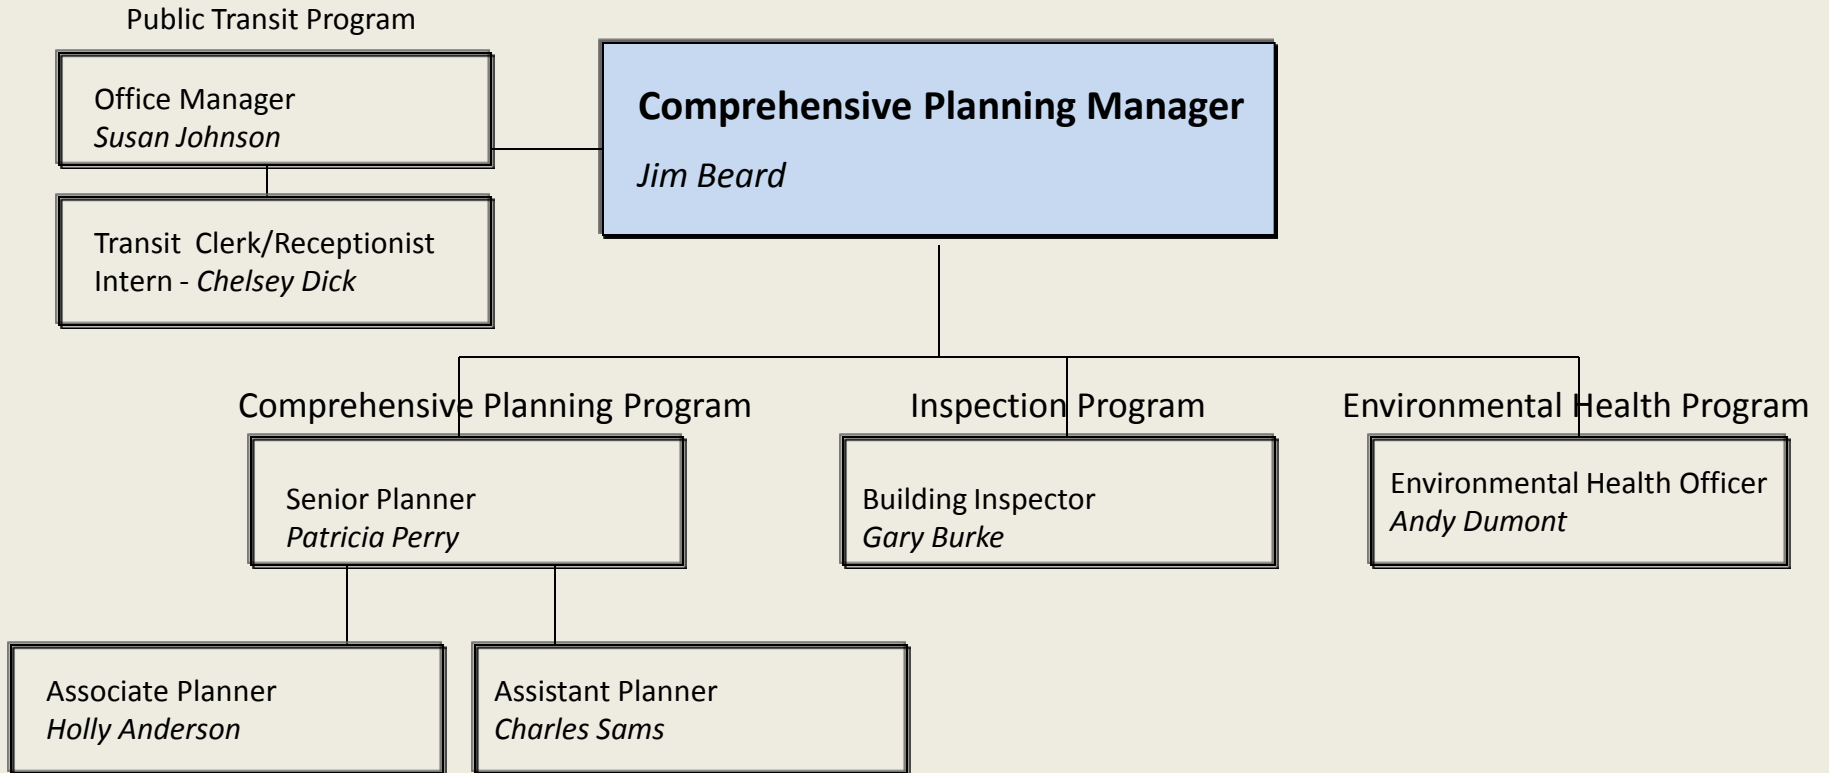 Public Transit Program
Office Manager
Susan Johnson
Transit  Clerk/Receptionist
Intern - Chelsey Dick
Comprehensive Planning Manager
Jim Beard
Comprehensive Planning Program
Senior Planner
Patricia Perry
Associate Planner
Holly Anderson
Assistant Planner
Charles Sams
Inspection Program
Building Inspector
Gary Burke
Environmental Health Program
Environmental Health Officer
Andy Dumont